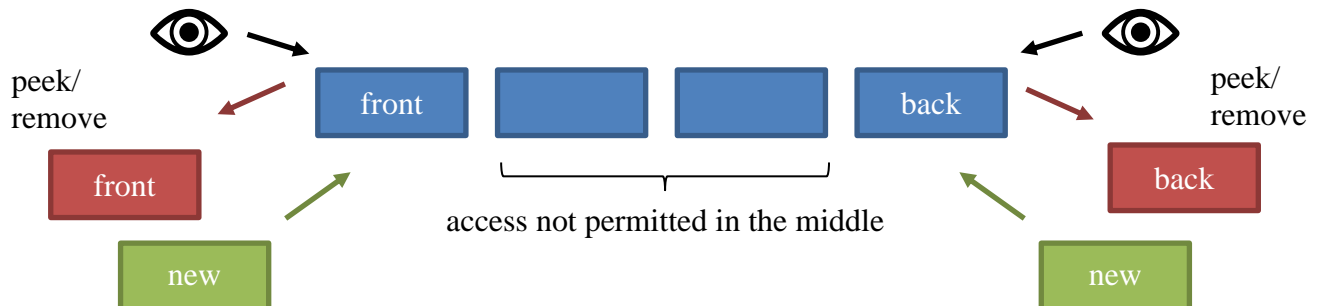 peek/
remove
front
back
peek/
remove
front
back
access not permitted in the middle
new
new